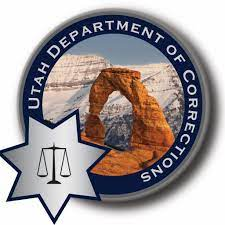 UTAH DEPARTMENT OF CORRECTIONS